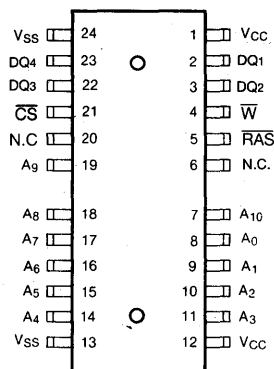 VSS 24 1 VCC
DQ4 23 2 DQ1
DQ3 22 3 DQ2
C̅S̅ 21 4 W̅
N.C 20 5 R̅A̅S̅
A9 19 6 N.C.
A8 18 7 A10
A7 17 8 A0
A6 16 9 A1
A5 15 10 A2
A4 14 11 A3
VSS 13 12 VCC